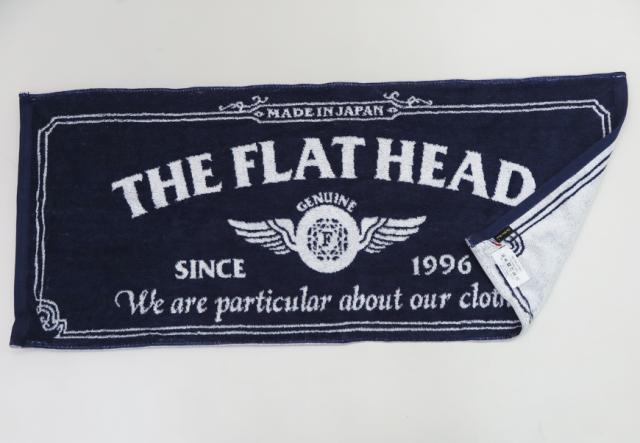 MADE IN JAPAN
THE FLAT HEAD
GENUINE
F
SINCE 1996
We are particular about our